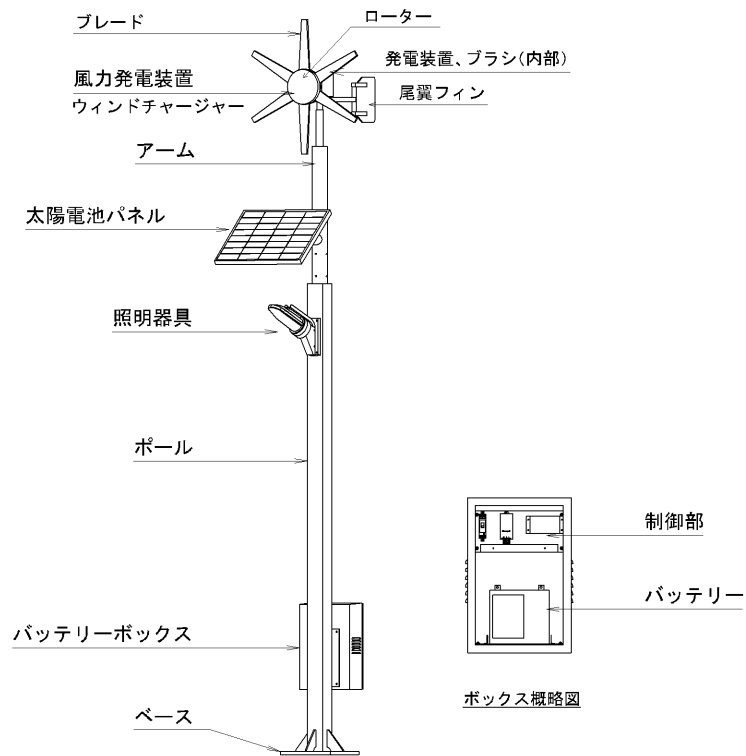 ブレード
ローター
発電装置、ブラシ(内部)
風力発電装置
ウィンドチャージャー
尾翼フィン
アーム
太陽電池パネル
照明器具
ポール
制御部
バッテリー
バッテリーボックス
ボックス概略図
ベース